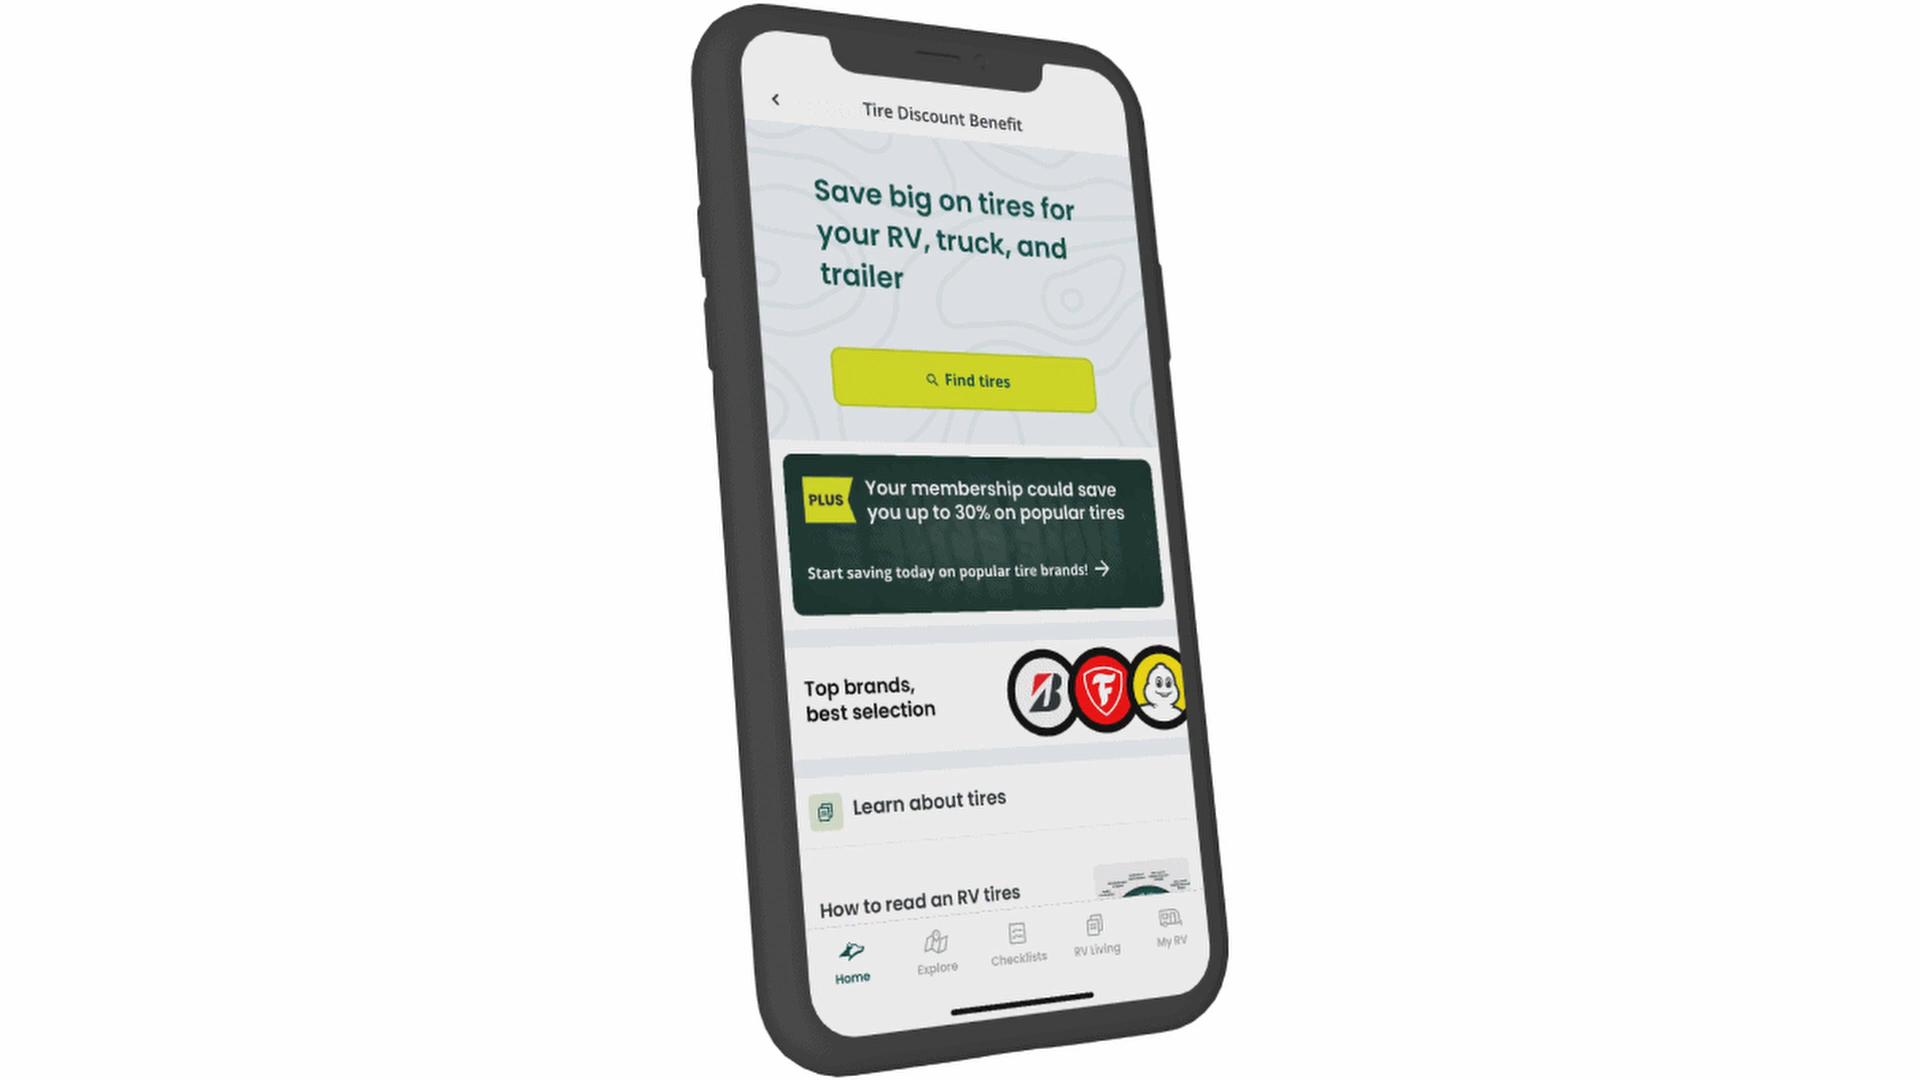 Tire Discount Benefit
Save big on tires for
your RV, truck, and
trailer
Find tires
PLUS
Your membership could save
you up to 30% on popular tires
Start saving today on popular tire brands!
Top brands,
best selection
Learn about tires
How to read an RV tires
Home
Explore
Checklists
RV Living
My RV